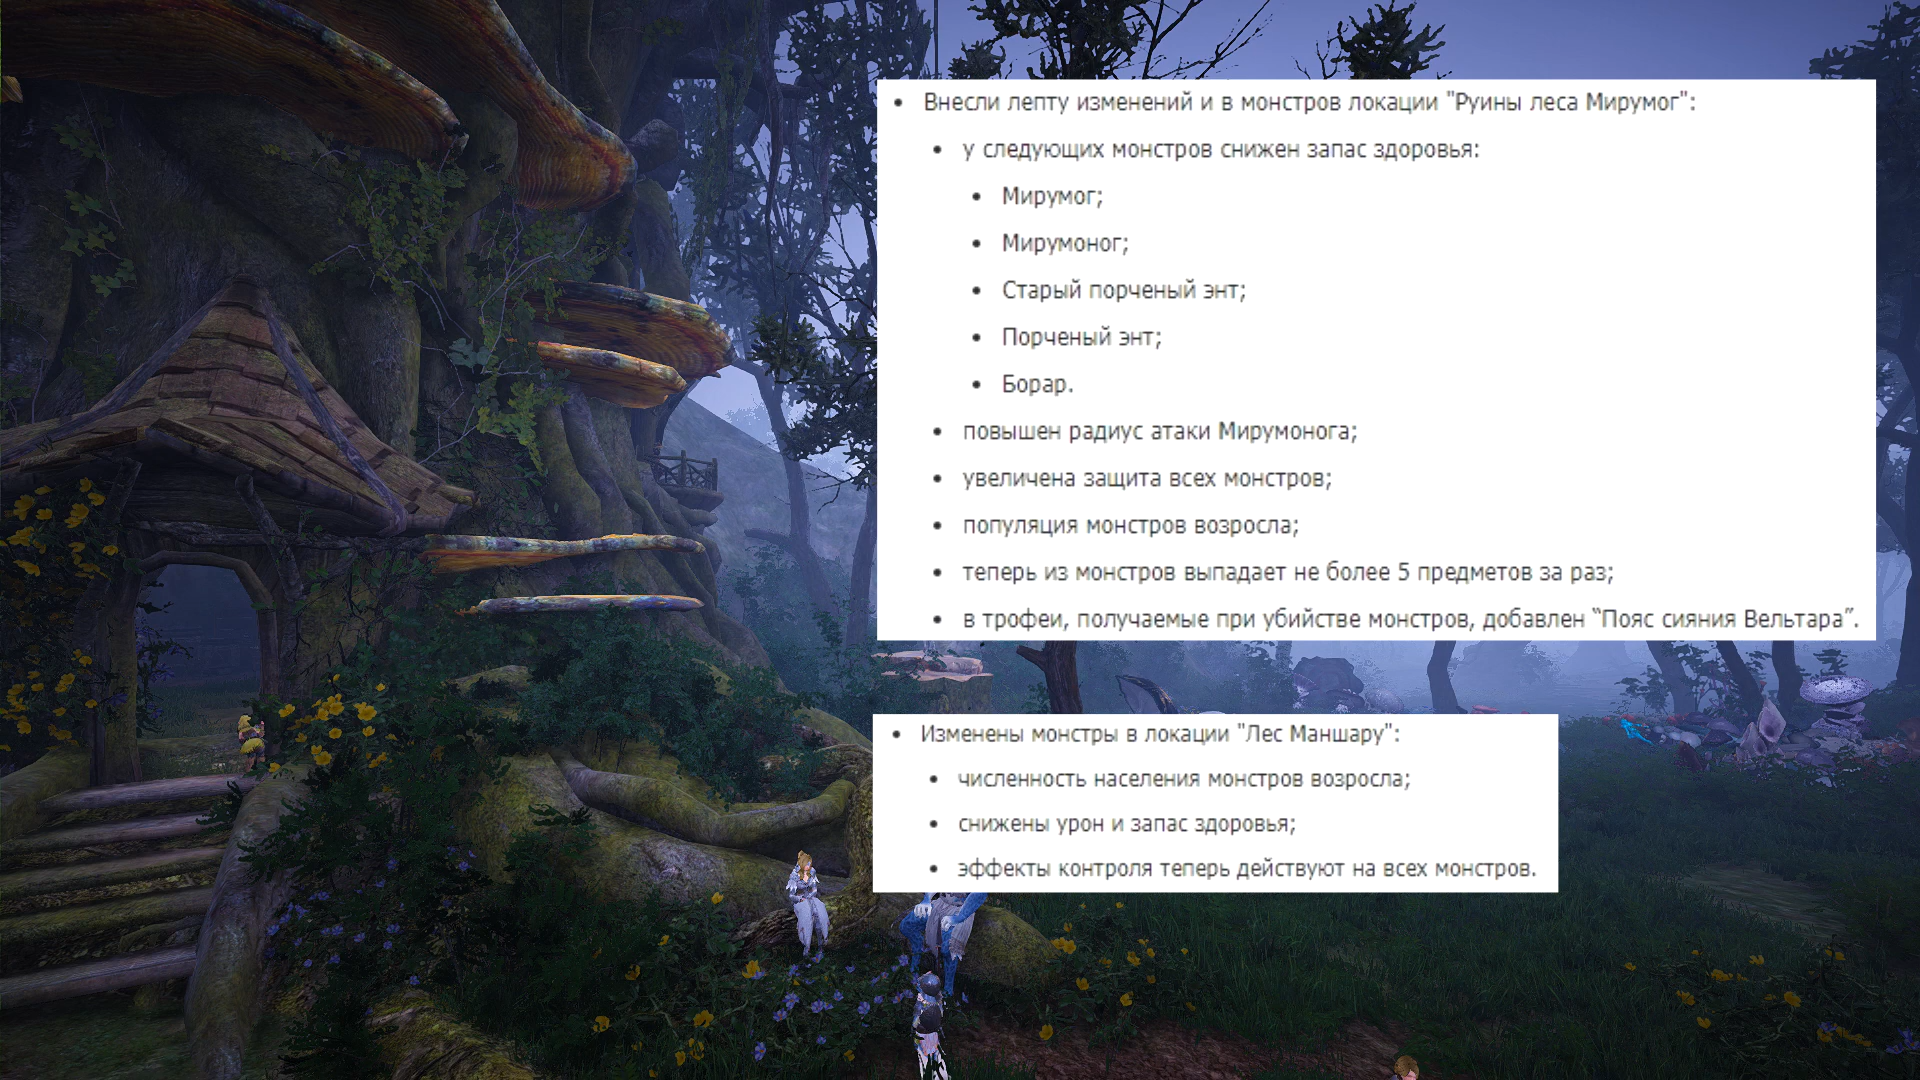 Внесли лепту изменений и в монстров локации "Руины леса Мирумог":
у следующих монстров снижен запас здоровья:
Мирумог;
Мирумоног;
Старый порченый энт;
Порченый энт;
Борар.
повышен радиус атаки Мирумонога;
увеличена защита всех монстров;
популяция монстров возросла;
теперь из монстров выпадает не более 5 предметов за раз;
в трофеи, получаемые при убийстве монстров, добавлен “Пояс сияния Вельтара”.
Изменены монстры в локации "Лес Маншару":
численность населения монстров возросла;
снижены урон и запас здоровья;
эффекты контроля теперь действуют на всех монстров.